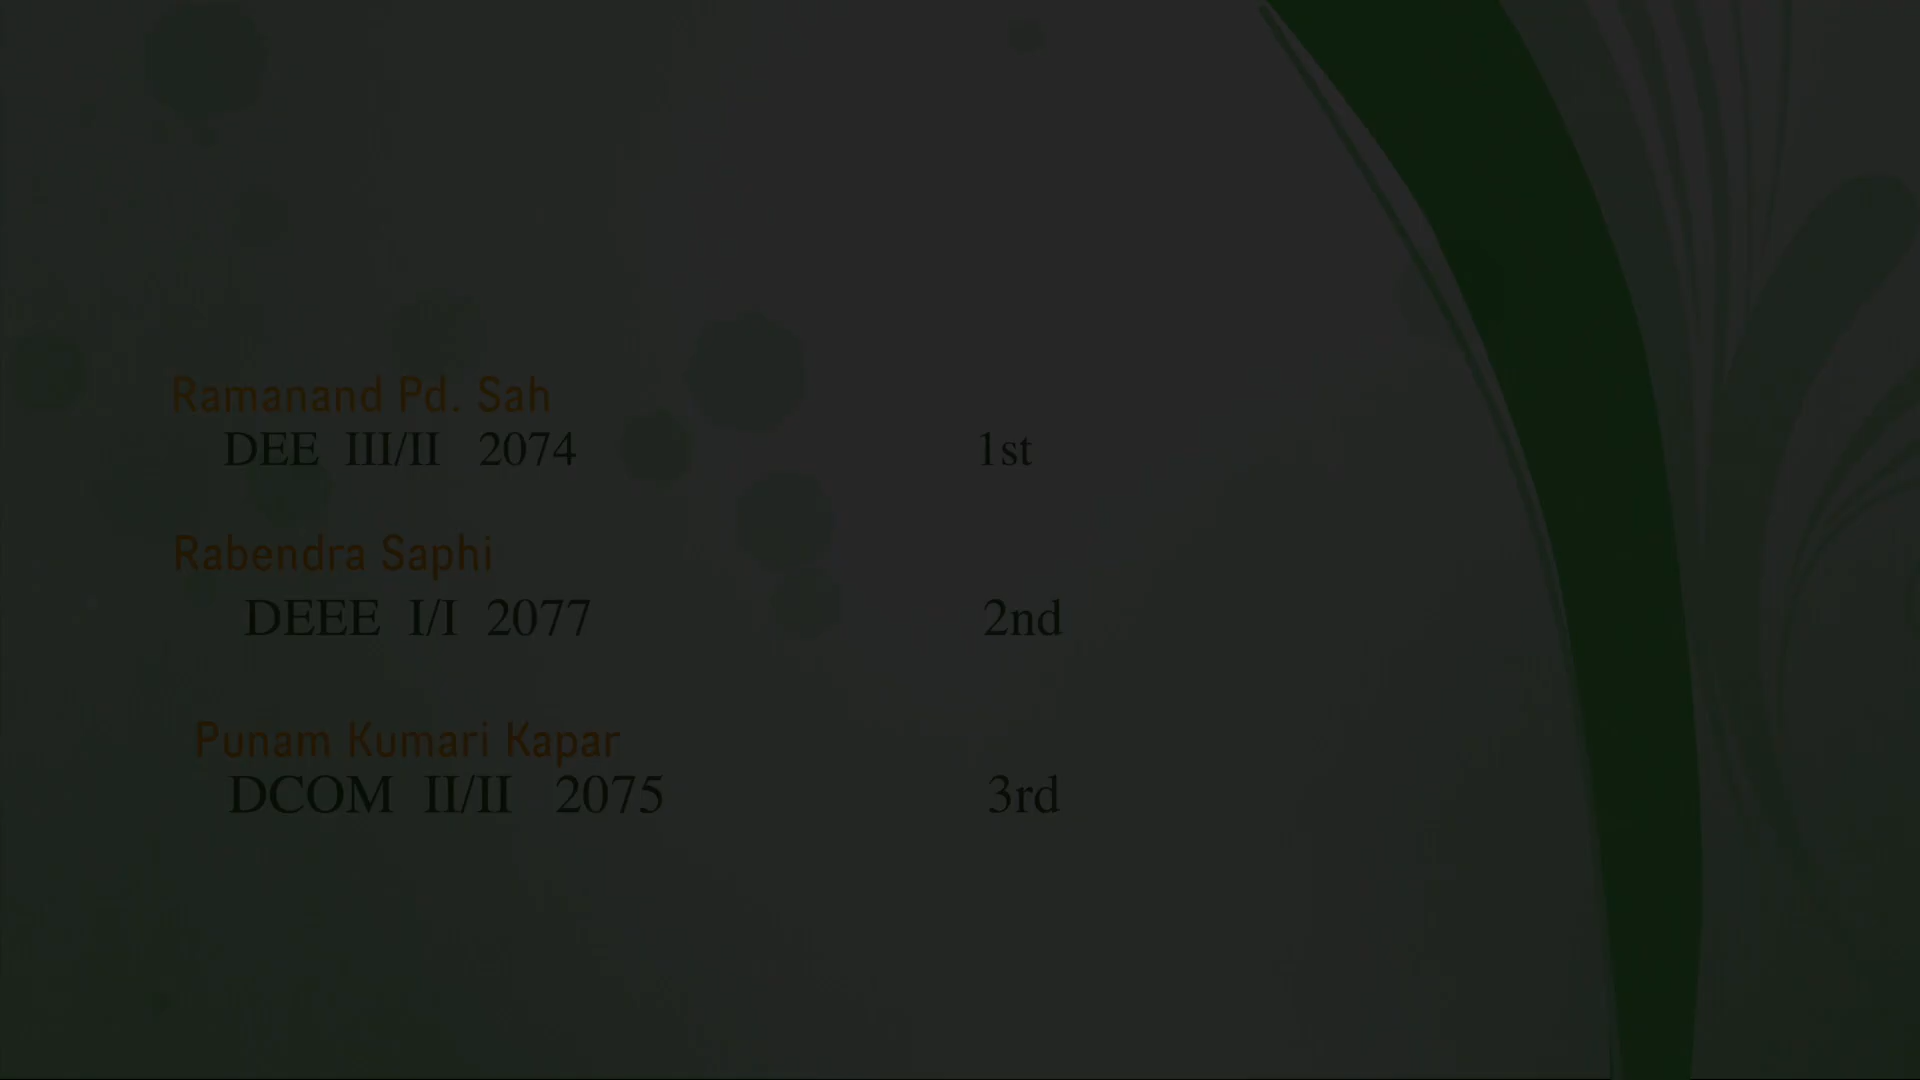 Ramanand Pd. Sah
DEE III/II 2074 1st
Rabendra Saphi
DEEE I/I 2077 2nd
Punam Kumari Kapar
DCOM II/II 2075 3rd